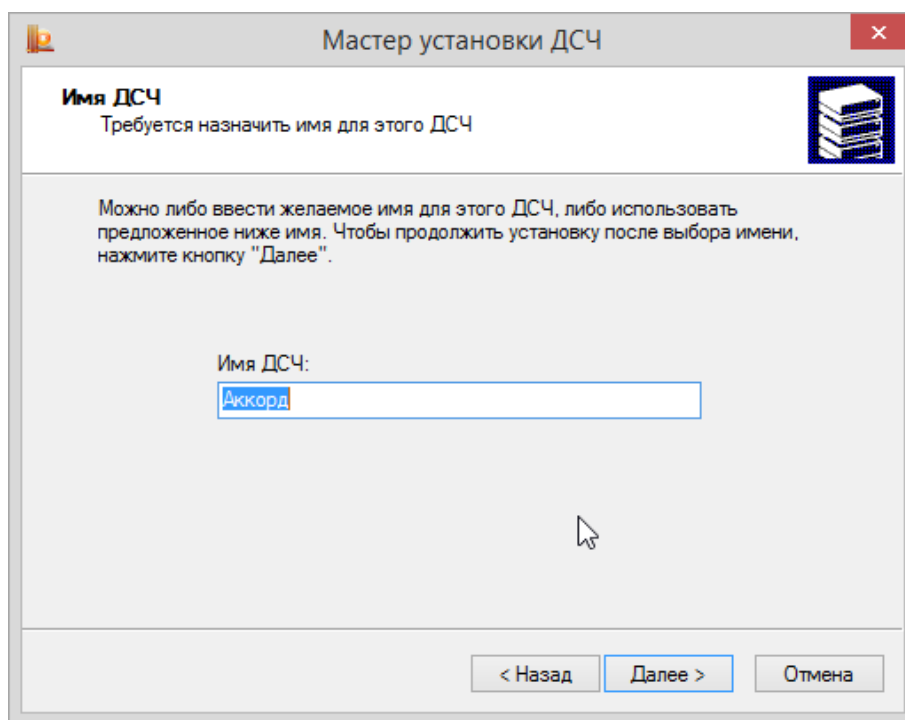 Мастер установки ДСЧ
Имя ДСЧ
Требуется назначить имя для этого ДСЧ
Можно либо ввести желаемое имя для этого ДСЧ, либо использовать
предложенное ниже имя. Чтобы продолжить установку после выбора имени,
нажмите кнопку "Далее".
Имя ДСЧ:
Аккорд
< Назад
Далее >
Отмена